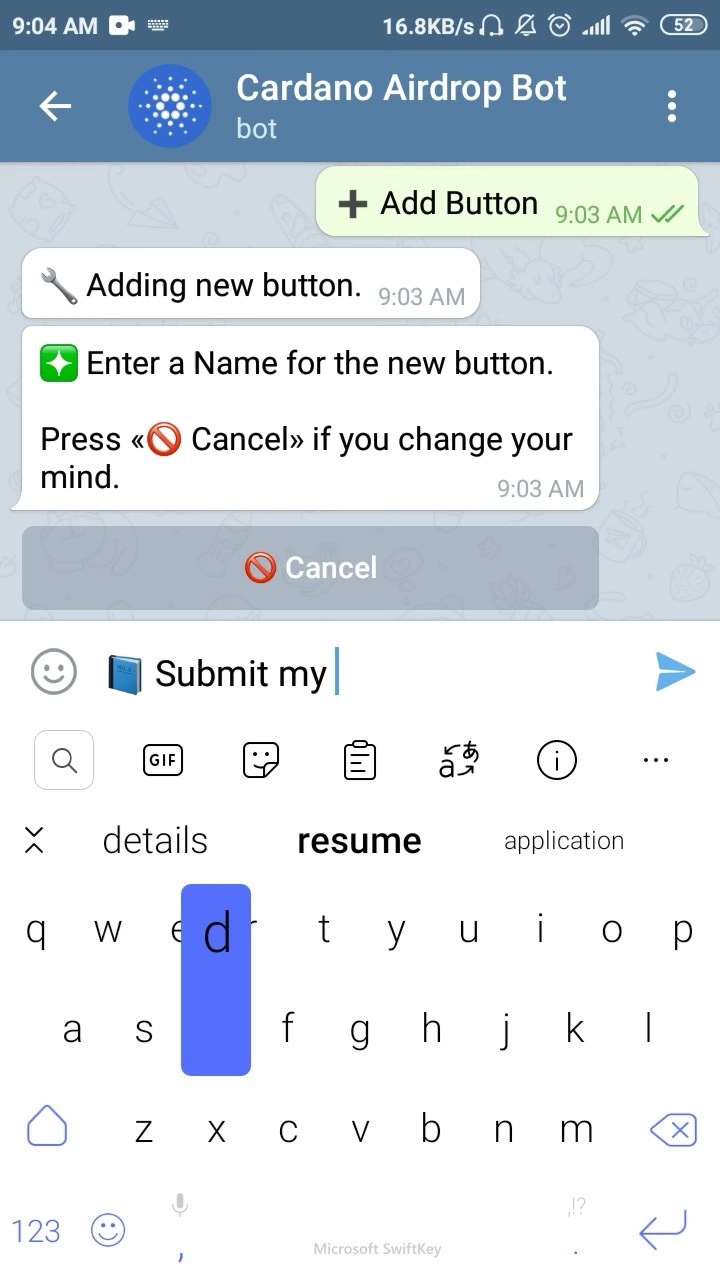 9:04 AM 16.8KB/s 52
Cardano Airdrop Bot
bot
➕ Add Button 9:03 AM
🔧 Adding new button. 9:03 AM
Enter a Name for the new button.
Press «🚫 Cancel» if you change your
mind. 9:03 AM
🚫 Cancel
📘 Submit my
GIF aあ
details resume application
q w e d r t y u i o p
a s f g h j k l
z x c v b n m
,!?
123 , Microsoft SwiftKey .